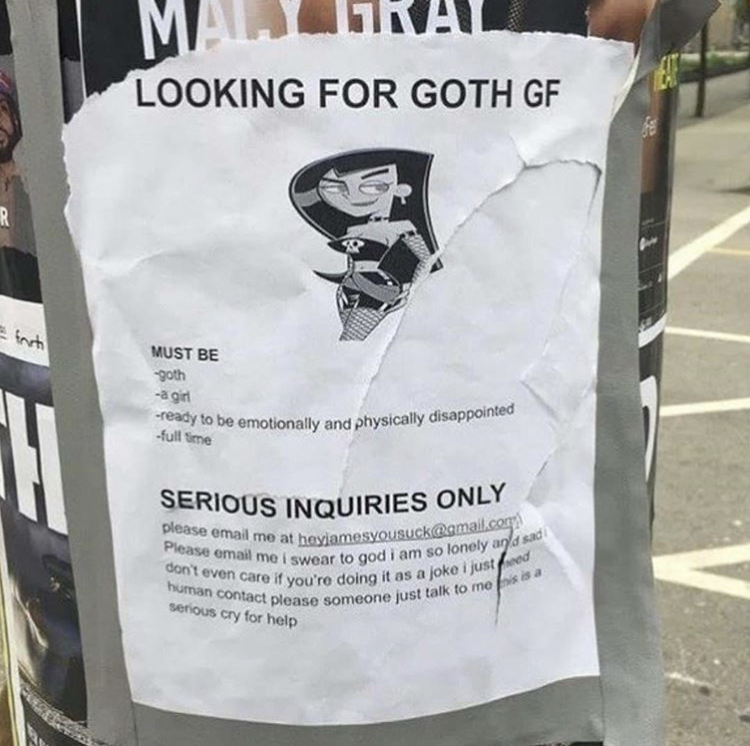 MACY GRAY
LOOKING FOR GOTH GF
R
forth
MUST BE
-goth
-a girl
-ready to be emotionally and physically disappointed
-full time
SERIOUS INQUIRIES ONLY
please email me at heyjamesyousuck@gmail.com
Please email me i swear to god i am so lonely and sad i
don't even care if you're doing it as a joke i just need
human contact please someone just talk to me this is a
serious cry for help